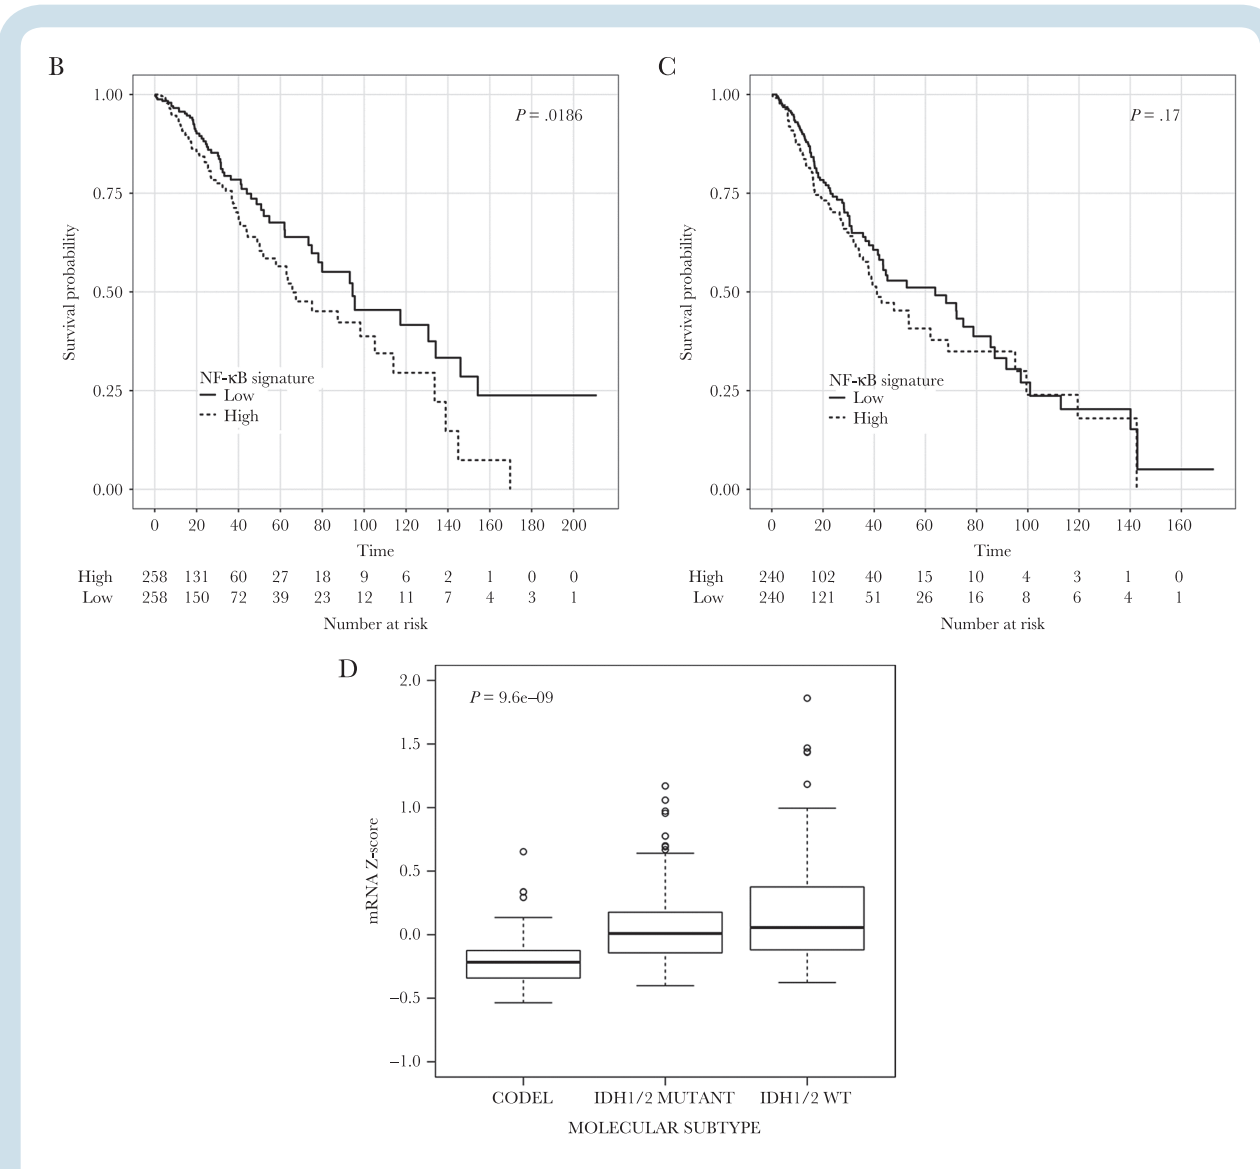 B
1.00
0.75
0.50
0.25
0.00
Survival probability
P = .0186
NF-κB signature
Low
High
0 20 40 60 80 100 120 140 160 180 200
Time
High 258 131 60 27 18 9 6 2 1 0 0
Low 258 150 72 39 23 12 11 7 4 3 1
Number at risk
C
1.00
0.75
0.50
0.25
0.00
Survival probability
P = .17
NF-κB signature
Low
High
0 20 40 60 80 100 120 140 160
Time
High 240 102 40 15 10 4 3 1 0
Low 240 121 51 26 16 8 6 4 1
Number at risk
D
2.0
1.5
1.0
0.5
0.0
–0.5
–1.0
mRNA Z-score
P = 9.6e–09
CODEL IDH1/2 MUTANT IDH1/2 WT
MOLECULAR SUBTYPE